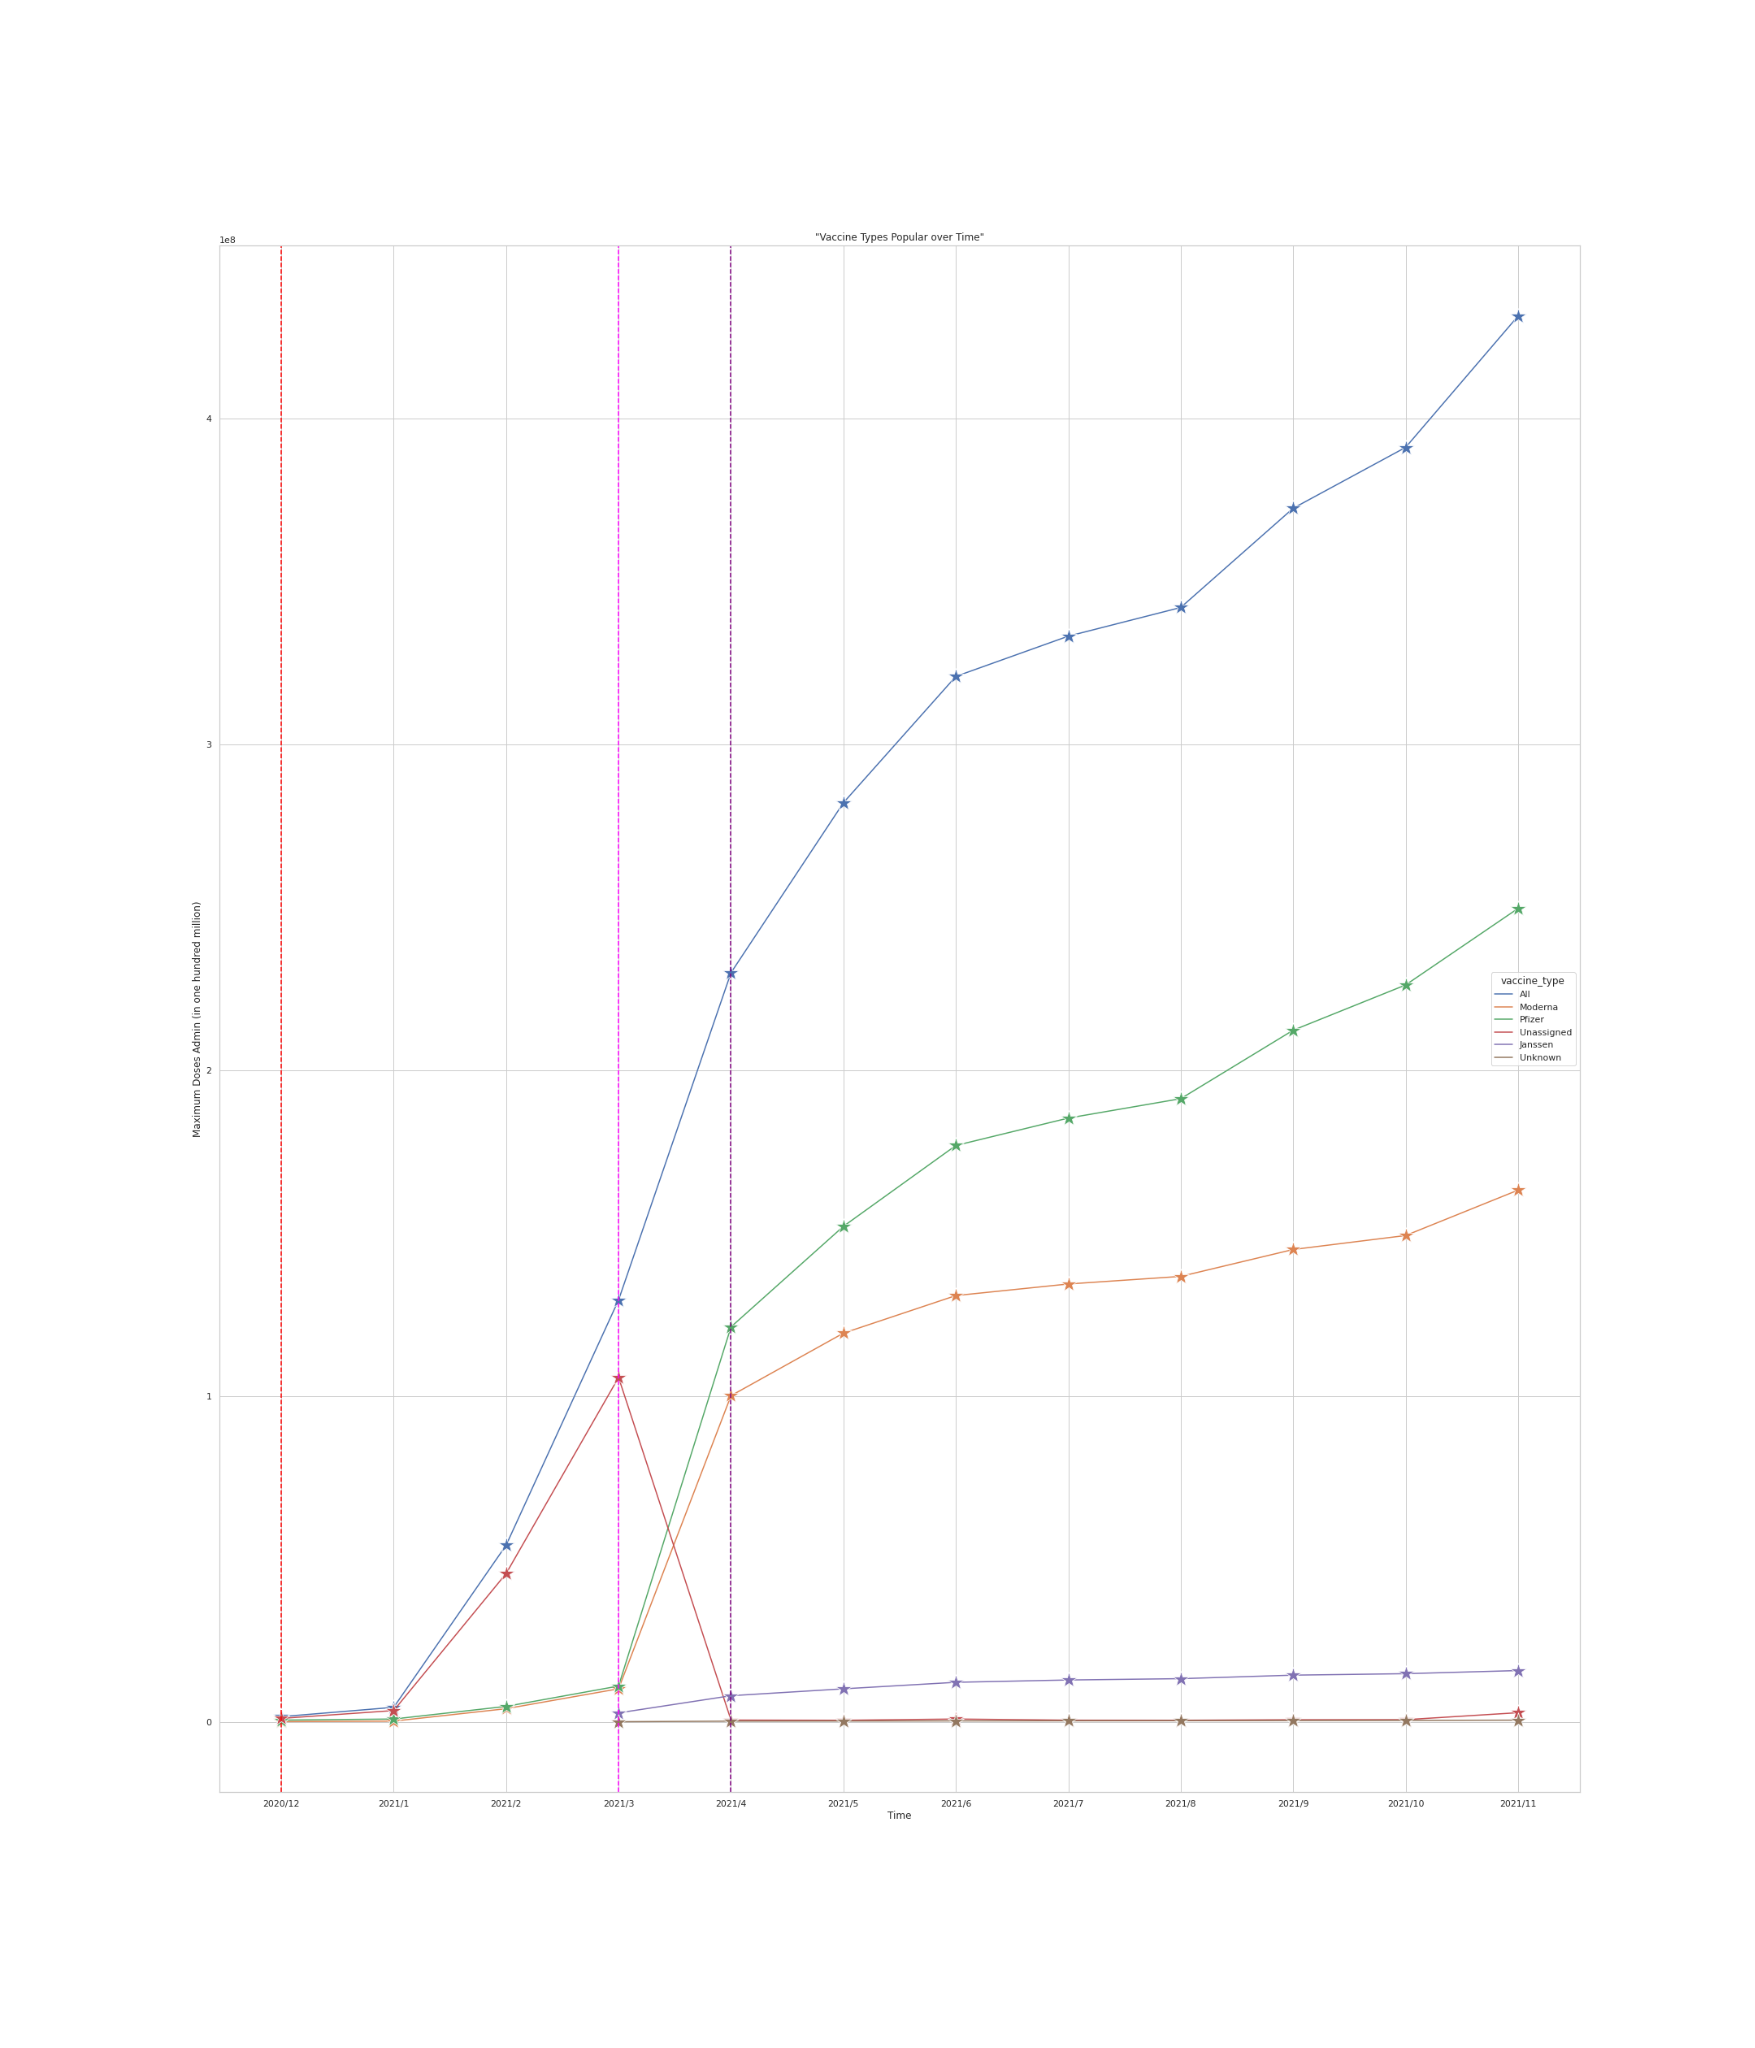 "Vaccine Types Popular over Time"
1e8
4
3
2
1
0
Maximum Doses Admin (in one hundred million)
vaccine_type
All
Moderna
Pfizer
Unassigned
Janssen
Unknown
2020/12 2021/1 2021/2 2021/3 2021/4 2021/5 2021/6 2021/7 2021/8 2021/9 2021/10 2021/11
Time